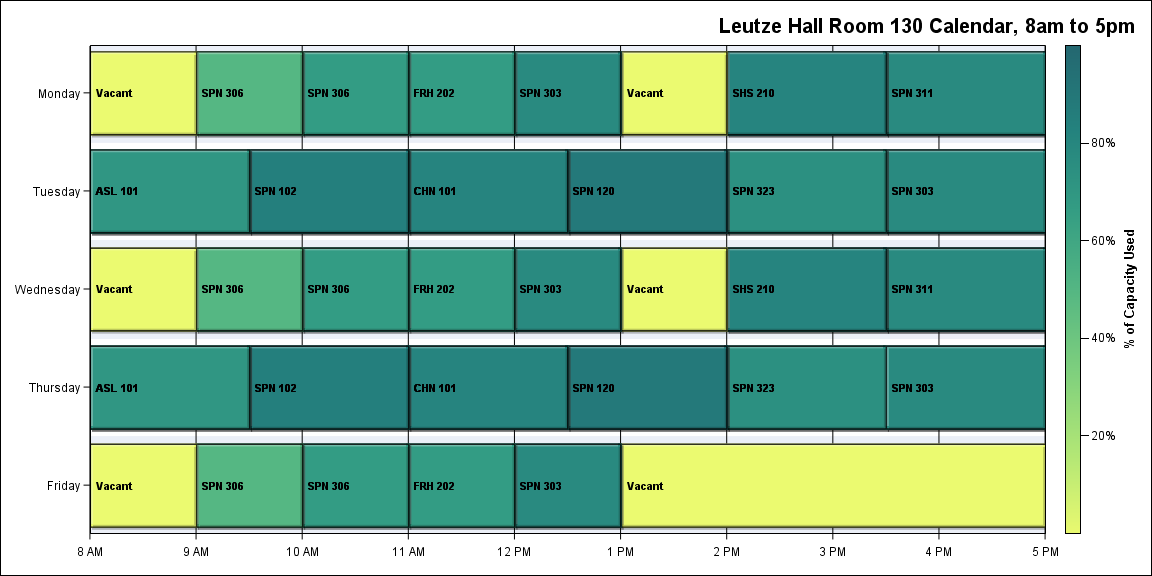 Leutze Hall Room 130 Calendar, 8am to 5pm
Monday
Vacant
SPN 306
SPN 306
FRH 202
SPN 303
Vacant
SHS 210
SPN 311
Tuesday
ASL 101
SPN 102
CHN 101
SPN 120
SPN 323
SPN 303
Wednesday
Vacant
SPN 306
SPN 306
FRH 202
SPN 303
Vacant
SHS 210
SPN 311
Thursday
ASL 101
SPN 102
CHN 101
SPN 120
SPN 323
SPN 303
Friday
Vacant
SPN 306
SPN 306
FRH 202
SPN 303
Vacant
8 AM
9 AM
10 AM
11 AM
12 PM
1 PM
2 PM
3 PM
4 PM
5 PM
80%
60%
40%
20%
% of Capacity Used